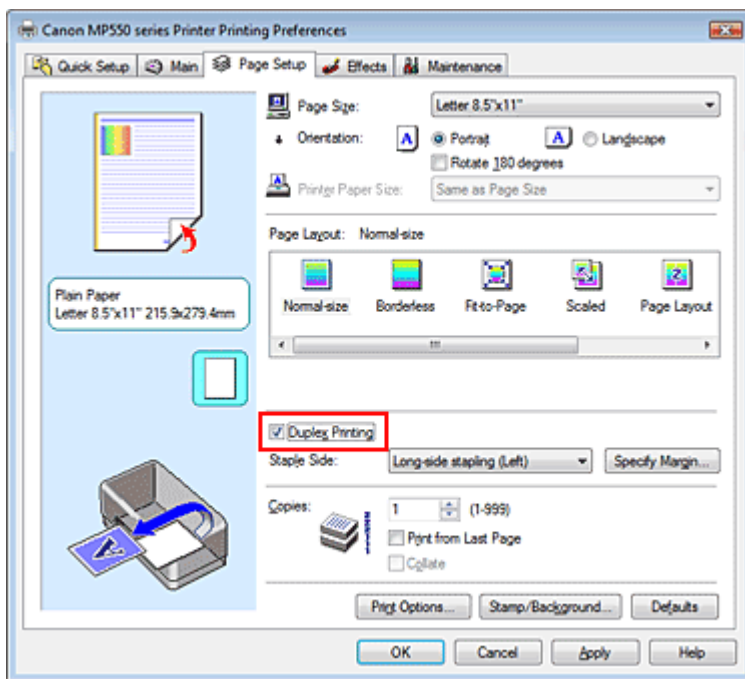 Canon MP550 series Printer Printing Preferences
Quick Setup Main Page Setup Effects Maintenance
Page Size: Letter 8.5"x11"
Orientation: A Portrait A Landscape
Rotate 180 degrees
Printer Paper Size: Same as Page Size
Page Layout: Normal-size
Normal-size Borderless Fit-to-Page Scaled Page Layout
Plain Paper
Letter 8.5"x11" 215.9x279.4mm
Duplex Printing
Staple Side: Long-side stapling (Left) Specify Margin...
Copies: 1 (1-999)
Print from Last Page
Collate
Print Options... Stamp/Background... Defaults
OK Cancel Apply Help